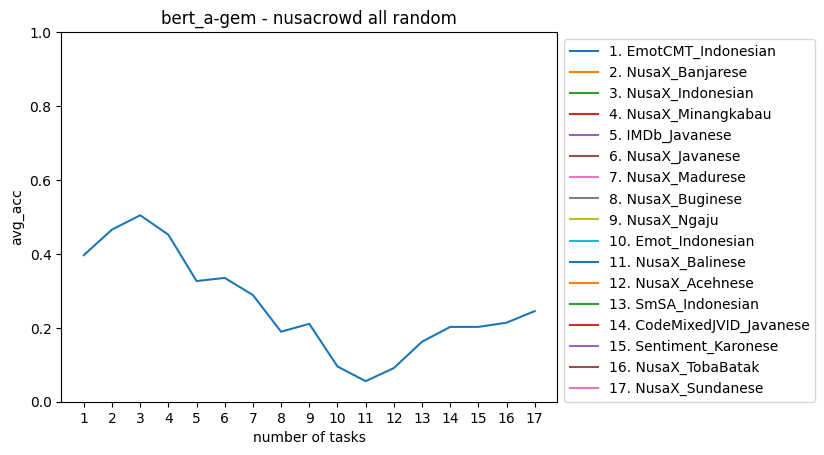 bert_a-gem - nusacrowd all random
1.0
0.8
0.6
0.4
0.2
0.0
avg_acc
1 2 3 4 5 6 7 8 9 10 11 12 13 14 15 16 17
number of tasks
1. EmotCMT_Indonesian
2. NusaX_Banjarese
3. NusaX_Indonesian
4. NusaX_Minangkabau
5. IMDb_Javanese
6. NusaX_Javanese
7. NusaX_Madurese
8. NusaX_Buginese
9. NusaX_Ngaju
10. Emot_Indonesian
11. NusaX_Balinese
12. NusaX_Acehnese
13. SmSA_Indonesian
14. CodeMixedJVID_Javanese
15. Sentiment_Karonese
16. NusaX_TobaBatak
17. NusaX_Sundanese